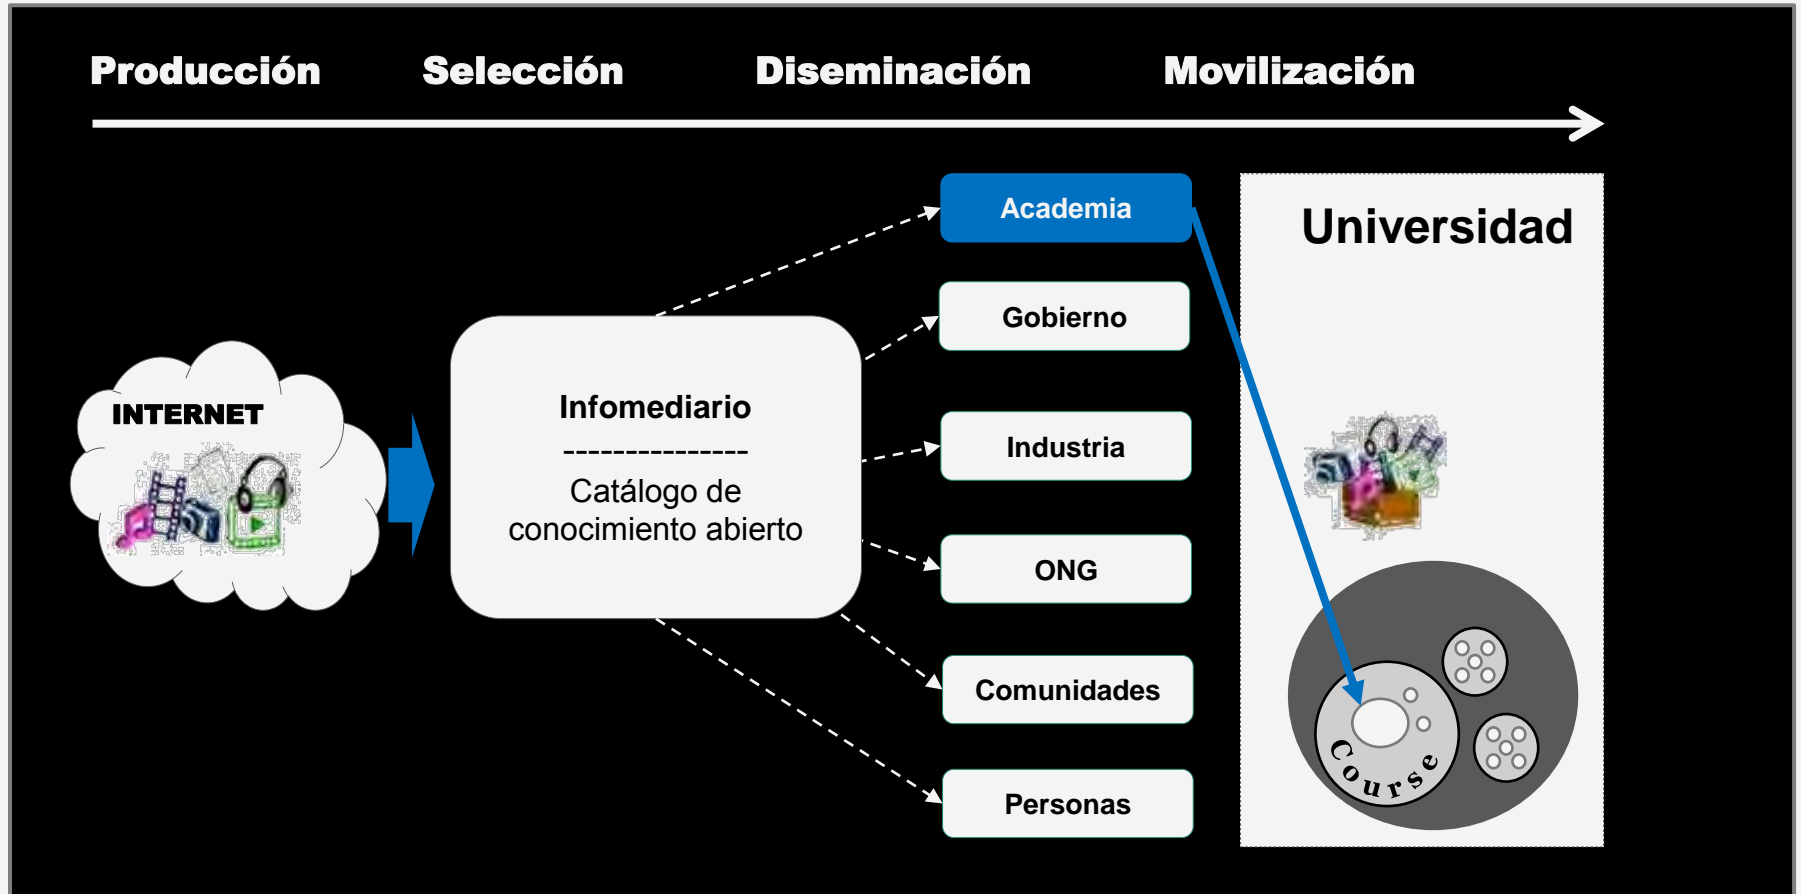 Producción Selección Diseminación Movilización
Academia
Universidad
Gobierno
INTERNET
Infomediario
---------------
Catálogo de
conocimiento abierto
Industria
ONG
Comunidades
Personas
Course